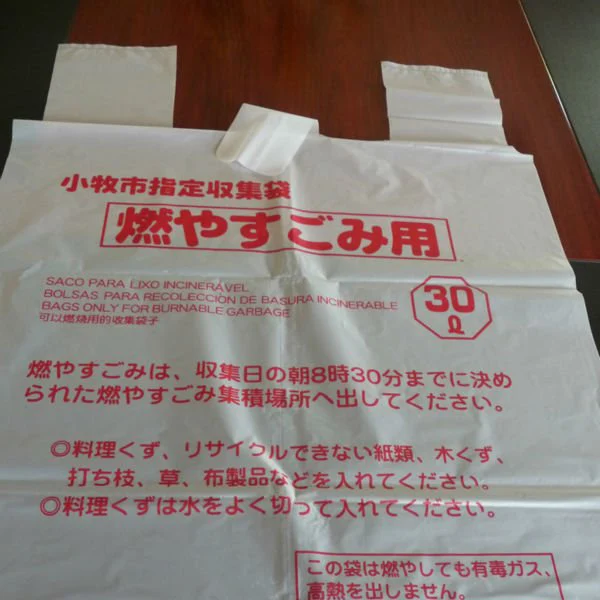 小牧市指定収集袋
燃やすごみ用
SACO PARA LIXO INCINERÁVEL
BOLSAS PARA RECOLECCION DE BASURA INCINERABLE
BAGS ONLY FOR BURNABLE GARBAGE
可以燃烧用的收集袋子
30
ℓ
燃やすごみは、収集日の朝8時30分までに決め
られた燃やすごみ集積場所へ出してください。
◎料理くず、リサイクルできない紙類、木くず、
打ち枝、草、布製品などを入れてください。
◎料理くずは水をよく切って入れてください。
この袋は燃やしても有毒ガス、
高熱を出しません。